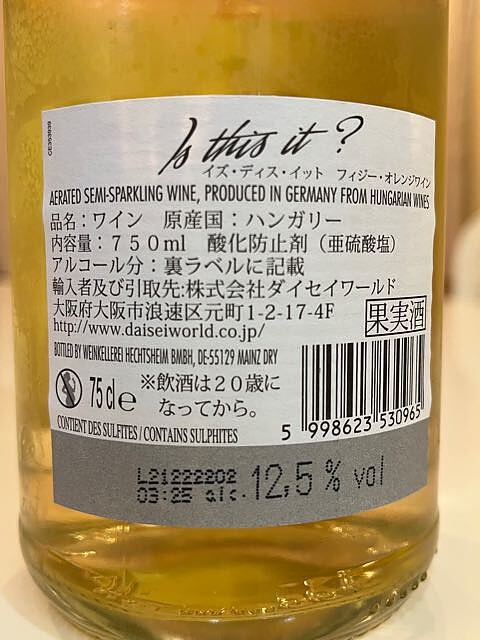 GE353939
Is this it?
イズ・ディス・イット フィジー・オレンジワイン
AERATED SEMI-SPARKLING WINE, PRODUCED IN GERMANY FROM HUNGARIAN WINES
品名：ワイン 原産国：ハンガリー
内容量：７５０ml 酸化防止剤（亜硫酸塩）
アルコール分：裏ラベルに記載
輸入者及び引取先:株式会社ダイセイワールド
大阪府大阪市浪速区元町1-2-17-4F
http://www.daiseiworld.co.jp/
果実酒
BOTTLED BY WEINKELLEREI HECHTSHEIM BMBH, DE-55129 MAINZ DRY
75 cl e
※飲酒は２０歳に
なってから。
CONTIENT DES SULFITES / CONTAINS SULPHITES
5 998623 530965
L21222202
03:25 alc. 12,5 % vol